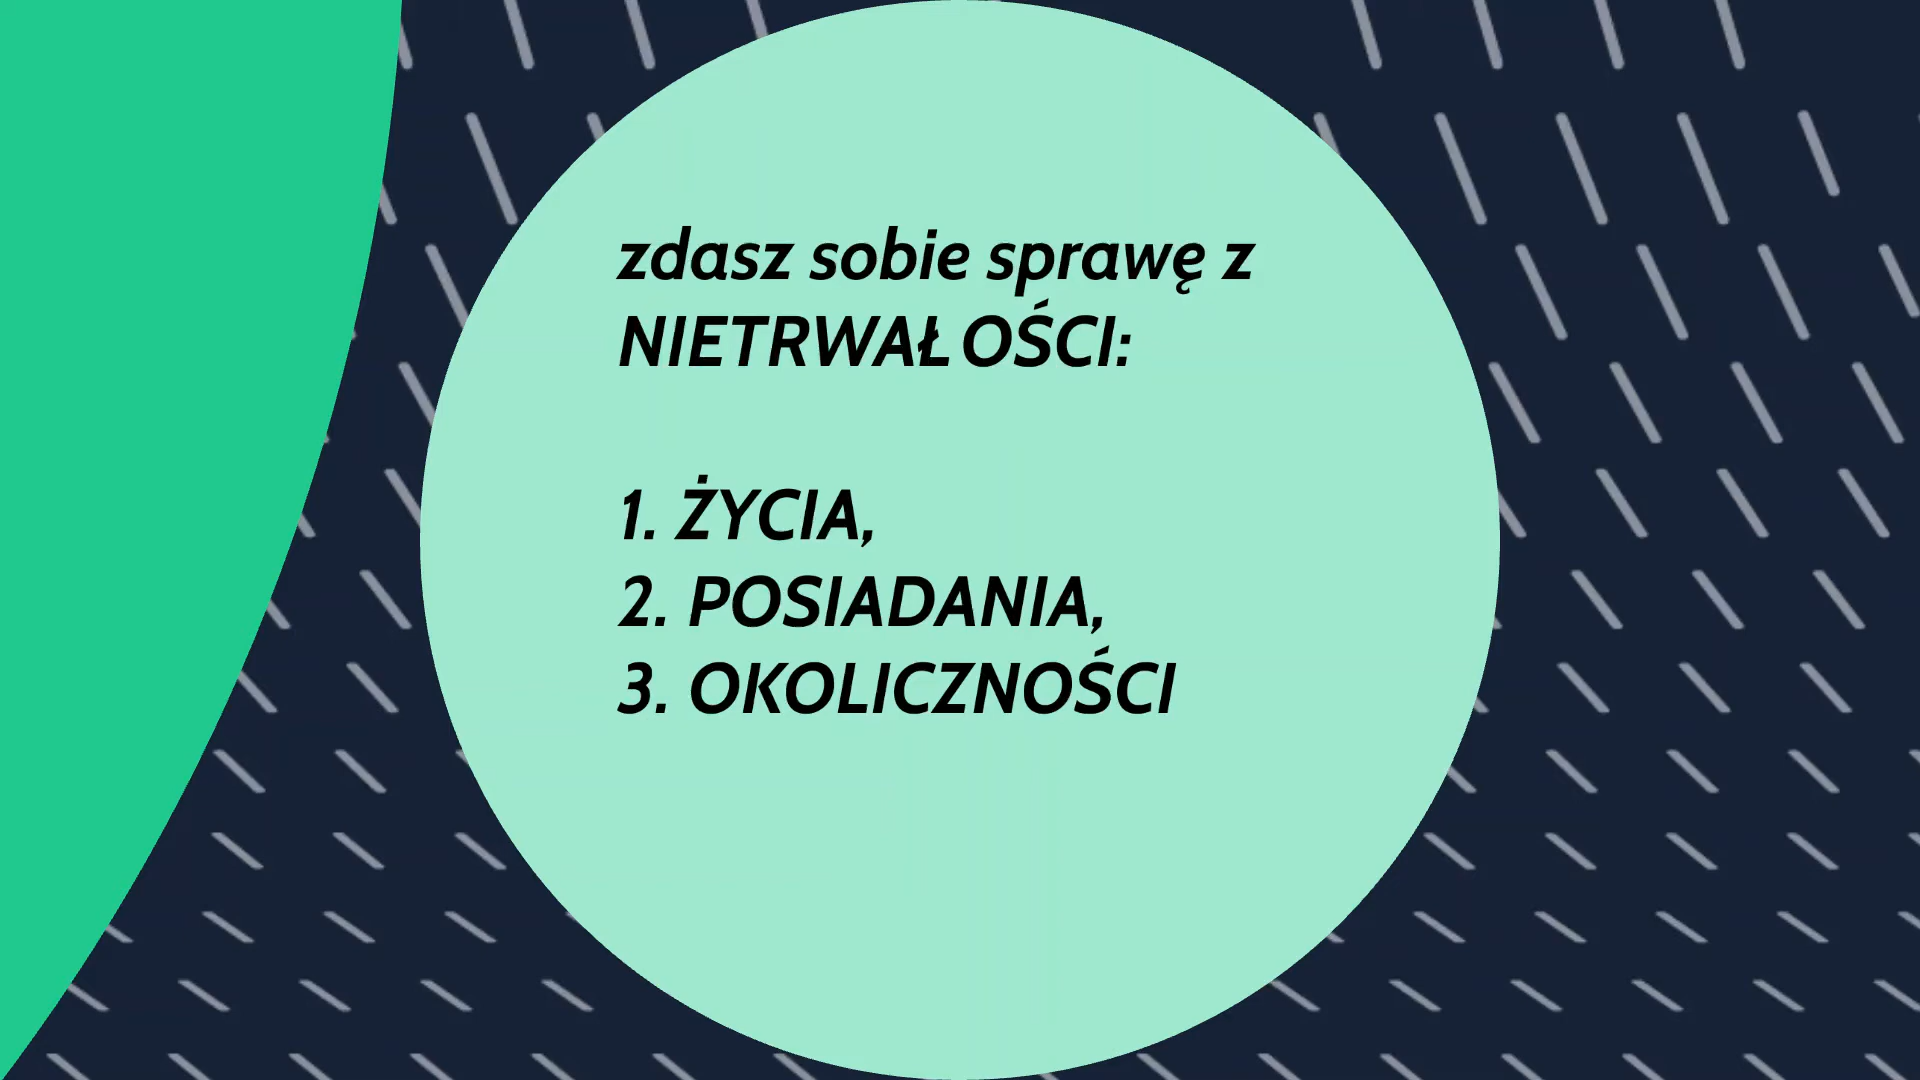 zdasz sobie sprawę z
NIETRWAŁOŚCI:
1. ŻYCIA,
2. POSIADANIA,
3. OKOLICZNOŚCI